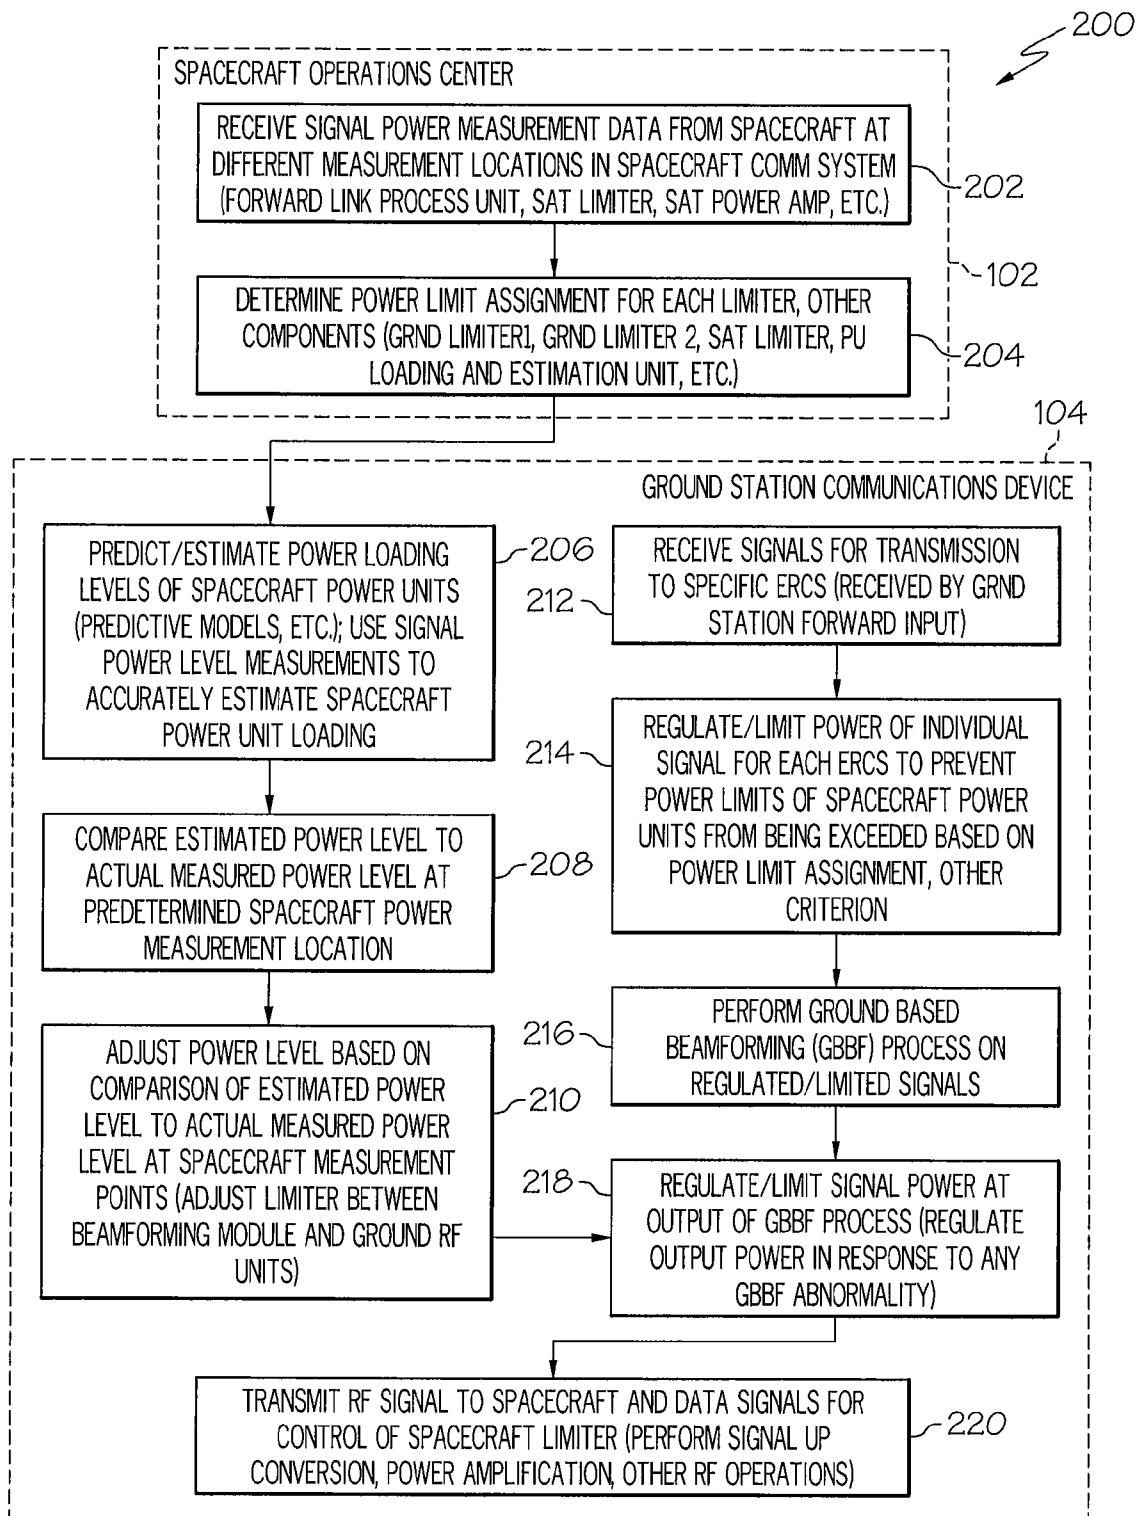 200
SPACECRAFT OPERATIONS CENTER
RECEIVE SIGNAL POWER MEASUREMENT DATA FROM SPACECRAFT AT
DIFFERENT MEASUREMENT LOCATIONS IN SPACECRAFT COMM SYSTEM
(FORWARD LINK PROCESS UNIT, SAT LIMITER, SAT POWER AMP, ETC.)
202
102
DETERMINE POWER LIMIT ASSIGNMENT FOR EACH LIMITER, OTHER
COMPONENTS (GRND LIMITER1, GRND LIMITER 2, SAT LIMITER, PU
LOADING AND ESTIMATION UNIT, ETC.)
204
104
GROUND STATION COMMUNICATIONS DEVICE
PREDICT/ESTIMATE POWER LOADING
LEVELS OF SPACECRAFT POWER UNITS
(PREDICTIVE MODELS, ETC.); USE SIGNAL
POWER LEVEL MEASUREMENTS TO
ACCURATELY ESTIMATE SPACECRAFT
POWER UNIT LOADING
206
COMPARE ESTIMATED POWER LEVEL TO
ACTUAL MEASURED POWER LEVEL AT
PREDETERMINED SPACECRAFT POWER
MEASUREMENT LOCATION
208
ADJUST POWER LEVEL BASED ON
COMPARISON OF ESTIMATED POWER
LEVEL TO ACTUAL MEASURED POWER
LEVEL AT SPACECRAFT MEASUREMENT
POINTS (ADJUST LIMITER BETWEEN
BEAMFORMING MODULE AND GROUND RF
UNITS)
210
RECEIVE SIGNALS FOR TRANSMISSION
TO SPECIFIC ERCS (RECEIVED BY GRND
STATION FORWARD INPUT)
212
REGULATE/LIMIT POWER OF INDIVIDUAL
SIGNAL FOR EACH ERCS TO PREVENT
POWER LIMITS OF SPACECRAFT POWER
UNITS FROM BEING EXCEEDED BASED ON
POWER LIMIT ASSIGNMENT, OTHER
CRITERION
214
PERFORM GROUND BASED
BEAMFORMING (GBBF) PROCESS ON
REGULATED/LIMITED SIGNALS
216
REGULATE/LIMIT SIGNAL POWER AT
OUTPUT OF GBBF PROCESS (REGULATE
OUTPUT POWER IN RESPONSE TO ANY
GBBF ABNORMALITY)
218
TRANSMIT RF SIGNAL TO SPACECRAFT AND DATA SIGNALS FOR
CONTROL OF SPACECRAFT LIMITER (PERFORM SIGNAL UP
CONVERSION, POWER AMPLIFICATION, OTHER RF OPERATIONS)
220